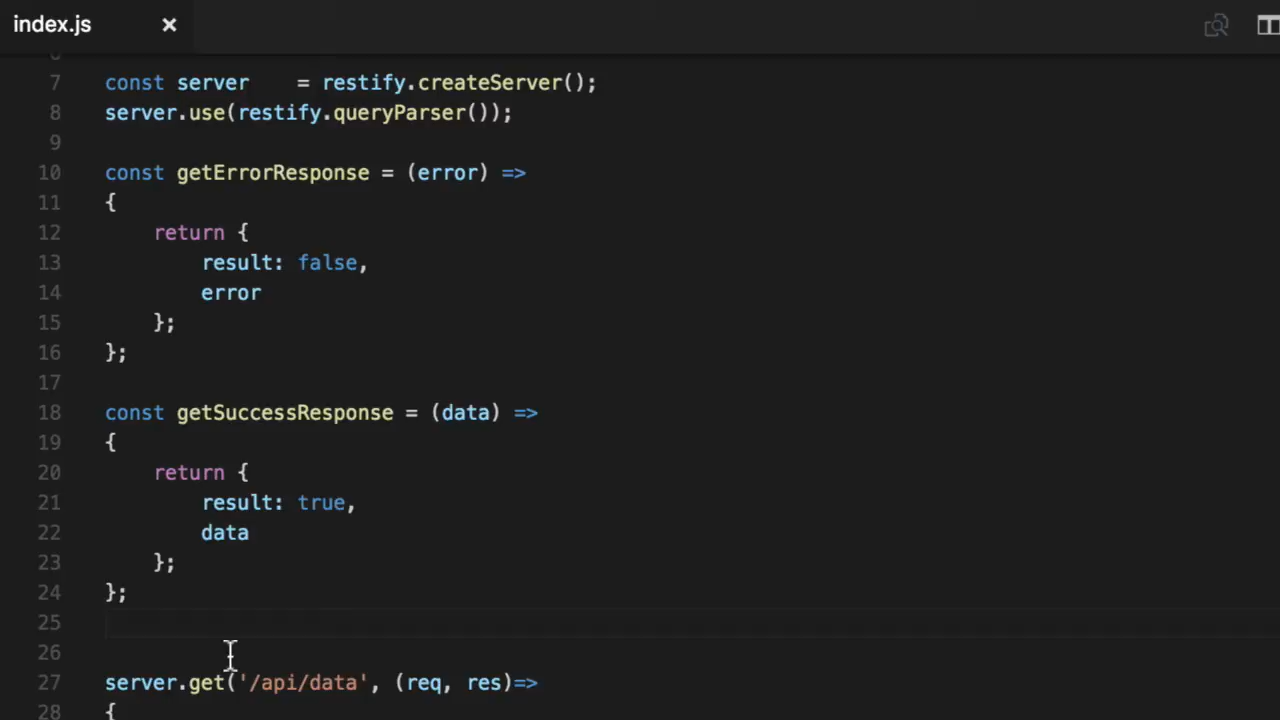 index.js
6
7 const server    = restify.createServer();
8 server.use(restify.queryParser());
9
10 const getErrorResponse = (error) =>
11 {
12     return {
13         result: false,
14         error
15     };
16 };
17
18 const getSuccessResponse = (data) =>
19 {
20     return {
21         result: true,
22         data
23     };
24 };
25
26
27 server.get('/api/data', (req, res)=>
28 {